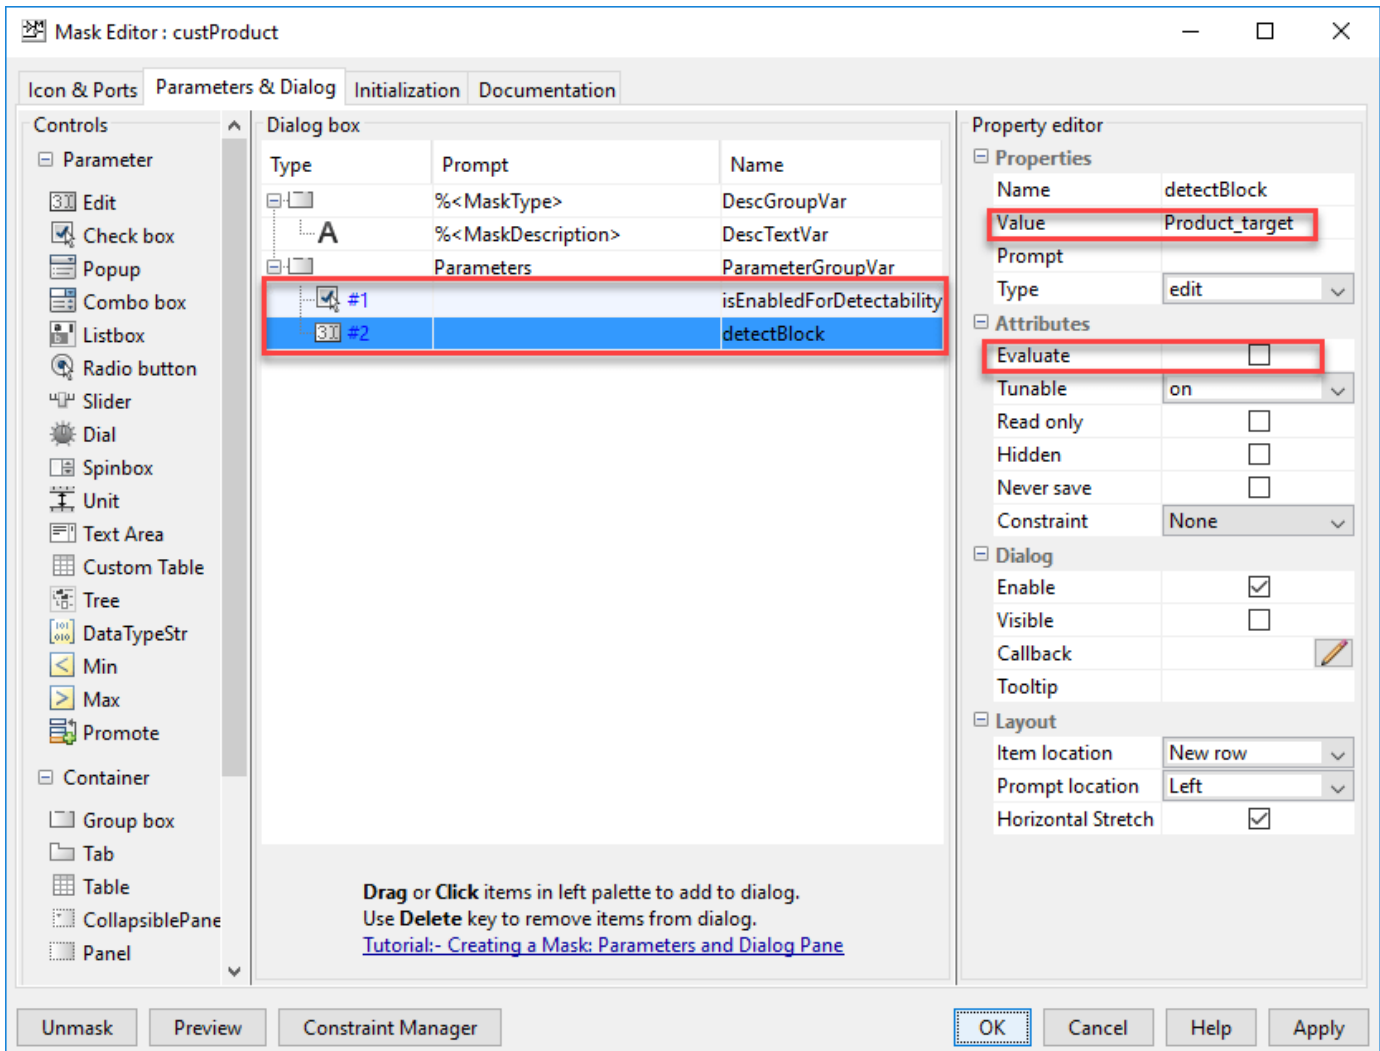 Mask Editor : custProduct
Icon & Ports
Parameters & Dialog
Initialization
Documentation
Controls
Parameter
Edit
Check box
Popup
Combo box
Listbox
Radio button
Slider
Dial
Spinbox
Unit
Text Area
Custom Table
Tree
DataTypeStr
Min
Max
Promote
Container
Group box
Tab
Table
CollapsiblePane
Panel
Dialog box
Type Prompt Name
%<MaskType> DescGroupVar
A %<MaskDescription> DescTextVar
Parameters ParameterGroupVar
#1 isEnabledForDetectability
#2 detectBlock
Drag or Click items in left palette to add to dialog.
Use Delete key to remove items from dialog.
Tutorial:- Creating a Mask: Parameters and Dialog Pane
Property editor
Properties
Name detectBlock
Value Product_target
Prompt
Type edit
Attributes
Evaluate
Tunable on
Read only
Hidden
Never save
Constraint None
Dialog
Enable
Visible
Callback
Tooltip
Layout
Item location New row
Prompt location Left
Horizontal Stretch
Unmask
Preview
Constraint Manager
OK
Cancel
Help
Apply